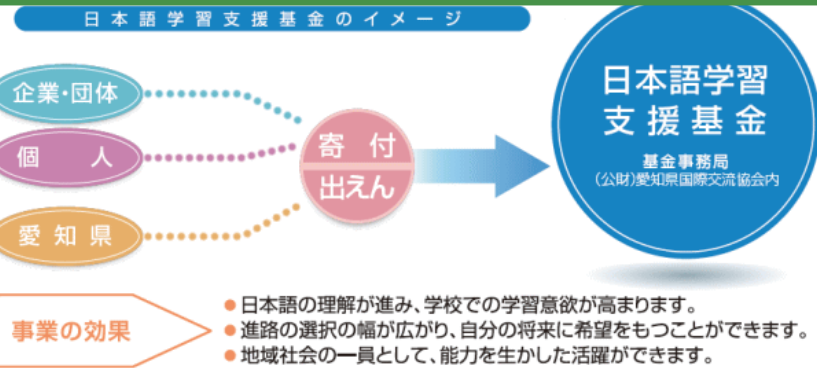 日本語学習支援基金のイメージ
企業・団体
個人
愛知県
寄付
出えん
日本語学習
支援基金
基金事務局
(公財)愛知県国際交流協会内
事業の効果
●日本語の理解が進み、学校での学習意欲が高まります。
●進路の選択の幅が広がり、自分の将来に希望をもつことができます。
●地域社会の一員として、能力を生かした活躍ができます。